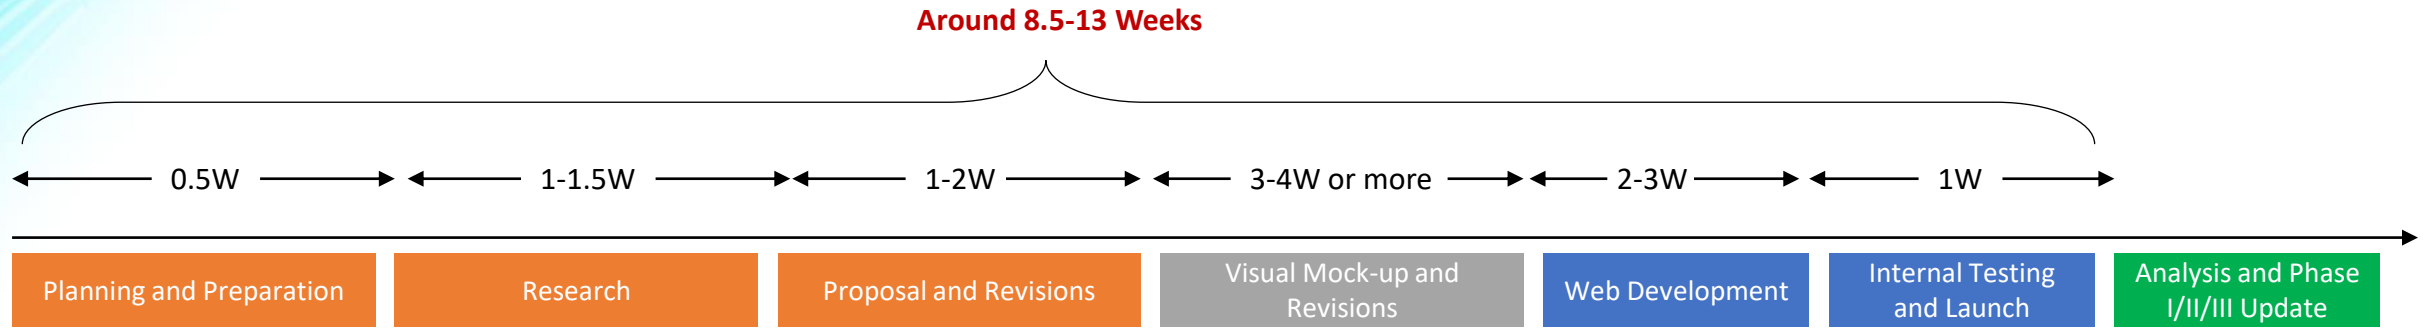 Around 8.5-13 Weeks
0.5W
1-1.5W
1-2W
3-4W or more
2-3W
1W
Planning and Preparation
Research
Proposal and Revisions
Visual Mock-up and
Revisions
Web Development
Internal Testing
and Launch
Analysis and Phase
I/II/III Update